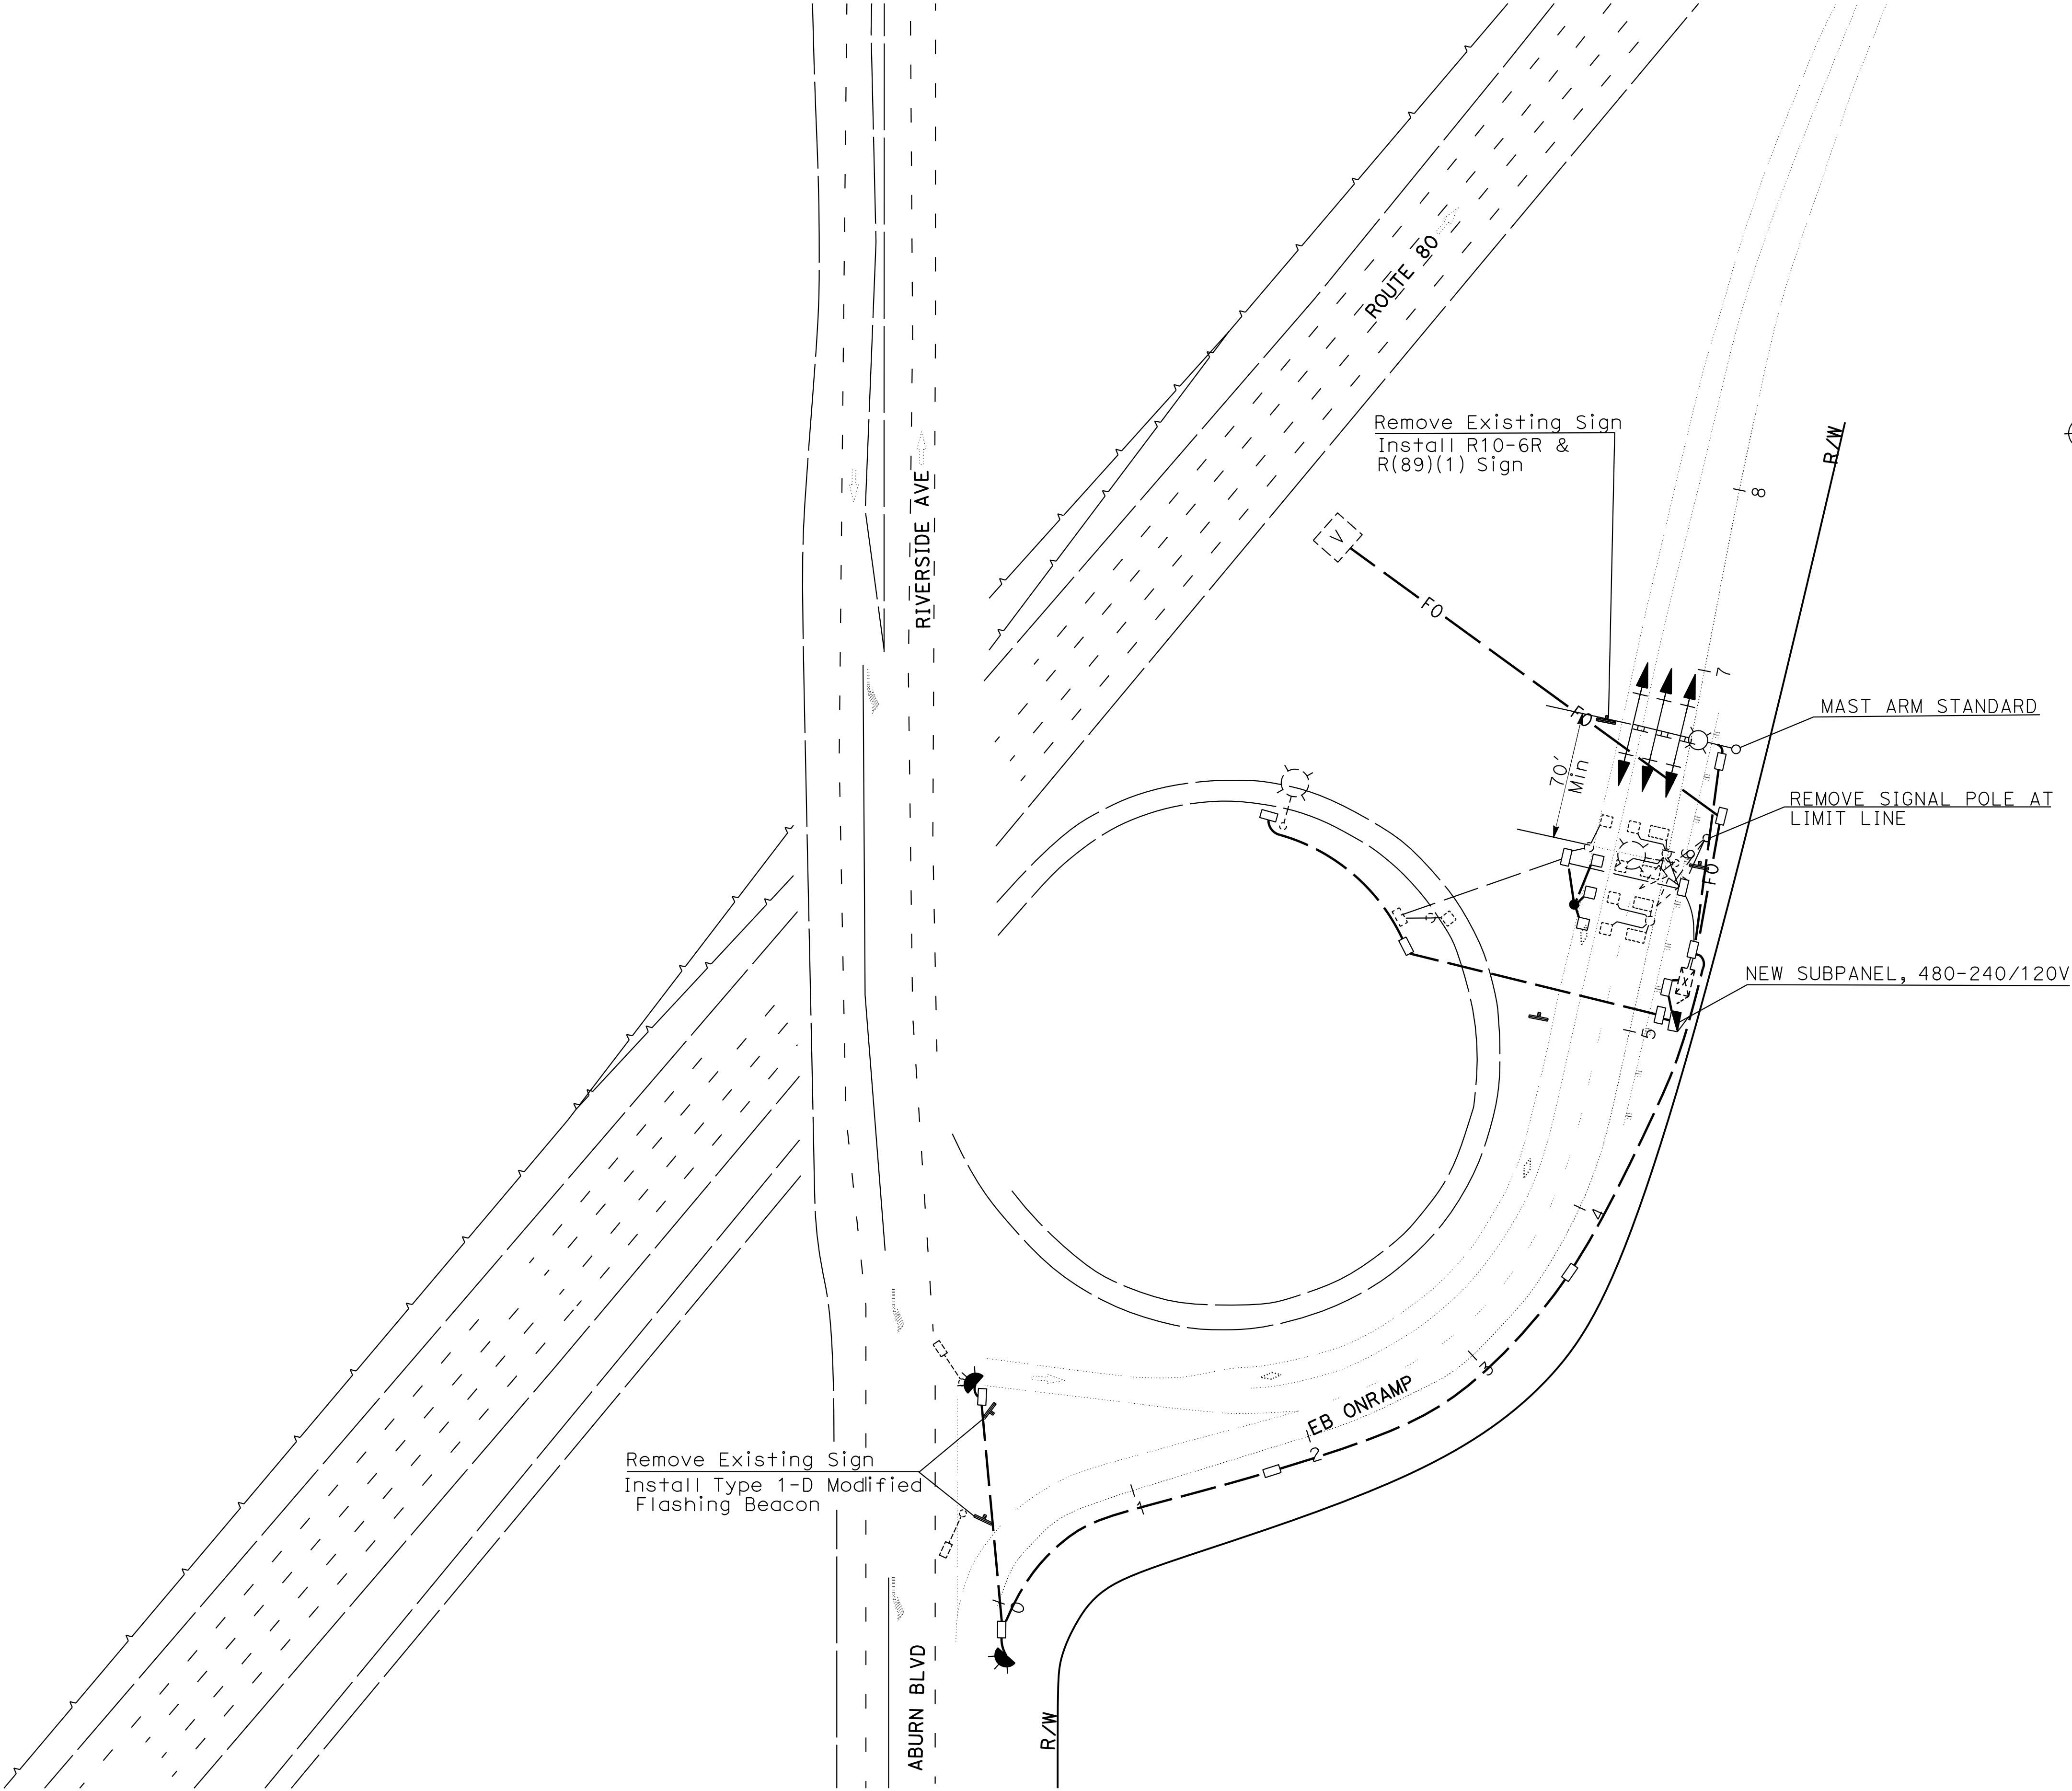 ROUTE 80
Remove Existing Sign
Install R10-6R &
R(89)(1) Sign
R/W
8
RIVERSIDE AVE
V
FO
7
FO
MAST ARM STANDARD
70'
Min
REMOVE SIGNAL POLE AT
LIMIT LINE
6
FO
NEW SUBPANEL, 480-240/120V
5
4
3
EB ONRAMP
2
Remove Existing Sign
Install Type 1-D Modified
Flashing Beacon
1
0
ABURN BLVD
R/W